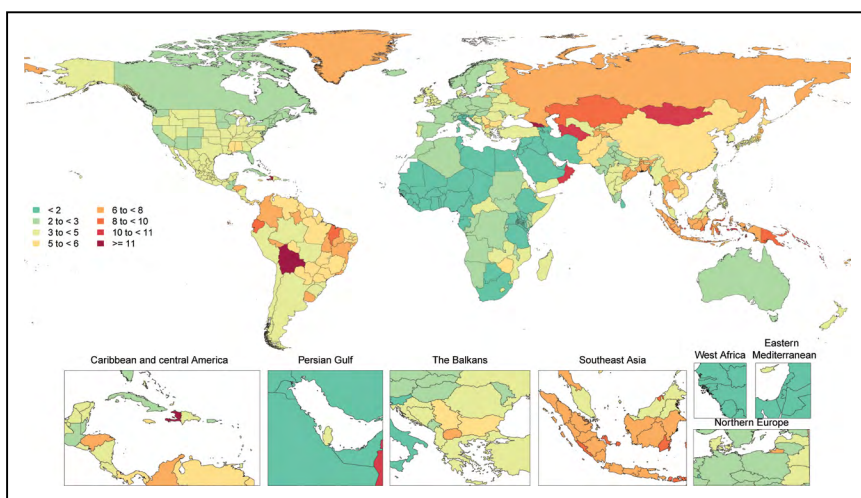 < 2
2 to < 3
3 to < 5
5 to < 6
6 to < 8
8 to < 10
10 to < 11
>= 11
Caribbean and central America
Persian Gulf
The Balkans
Southeast Asia
West Africa
Eastern
Mediterranean
Northern Europe